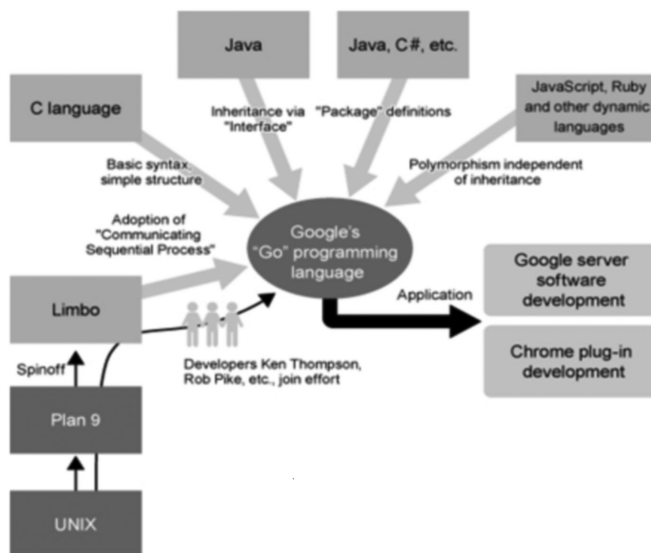 Java
Java, C#, etc.
C language
JavaScript, Ruby
and other dynamic
languages
Inheritance via
"Interface"
"Package" definitions
Basic syntax,
simple structure
Polymorphism independent
of inheritance
Adoption of
"Communicating
Sequential Process"
Google's
"Go" programming
language
Google server
software
development
Application
Limbo
Chrome plug-in
development
Developers Ken Thompson,
Rob Pike, etc., join effort
Spinoff
Plan 9
UNIX